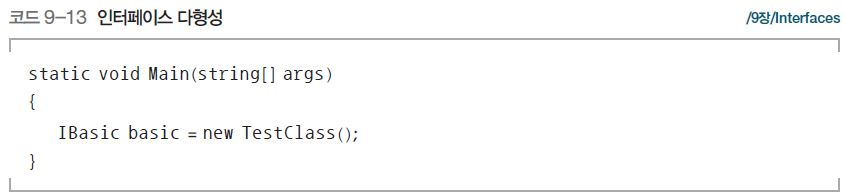 코드 9-13 인터페이스 다형성 /9장/Interfaces
static void Main(string[] args)
{
IBasic basic = new TestClass();
}